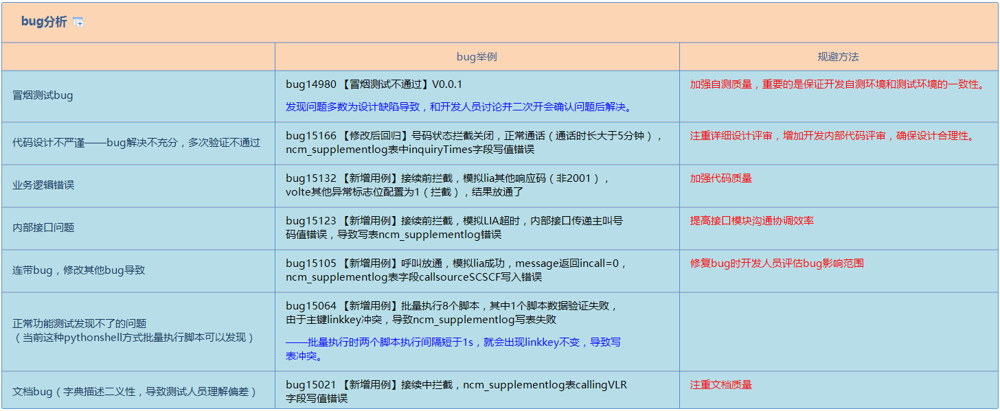 bug分析
bug举例
规避方法
冒烟测试bug
bug14980 【冒烟测试不通过】V0.0.1
发现问题多数为设计缺陷导致，和开发人员讨论并二次开会确认问题后解决。
加强自测质量，重要的是保证开发自测环境和测试环境的一致性。
代码设计不严谨——bug解决不充分，多次验证不通过
bug15166 【修改后回归】号码状态拦截关闭，正常通话（通话时长大于5分钟），
ncm_supplementlog表中inquiryTimes字段写值错误
注重详细设计评审，增加开发内部代码评审，确保设计合理性。
业务逻辑错误
bug15132 【新增用例】接续前拦截，模拟lia其他响应码（非2001），
volte其他异常标志位配置为1（拦截），结果放通了
加强代码质量
内部接口问题
bug15123 【新增用例】接续前拦截，模拟LIA超时，内部接口传递主叫号
码值错误，导致写表ncm_supplementlog错误
提高接口模块沟通协调效率
连带bug，修改其他bug导致
bug15105 【新增用例】呼叫放通，模拟lia成功，message返回incall=0，
ncm_supplementlog表字段callsourceSCSCF写入错误
修复bug时开发人员评估bug影响范围
正常功能测试发现不了的问题
（当前这种pythonshell方式批量执行脚本可以发现）
bug15064 【新增用例】批量执行8个脚本，其中1个脚本数据验证失败，
由于主键linkkey冲突，导致ncm_supplementlog写表失败
——批量执行时两个脚本执行间隔短于1s，就会出现linkkey不变，导致写
表冲突。
文档bug（字典描述二义性，导致测试人员理解偏差）
bug15021 【新增用例】接续中拦截，ncm_supplementlog表callingVLR
字段写值错误
注重文档质量